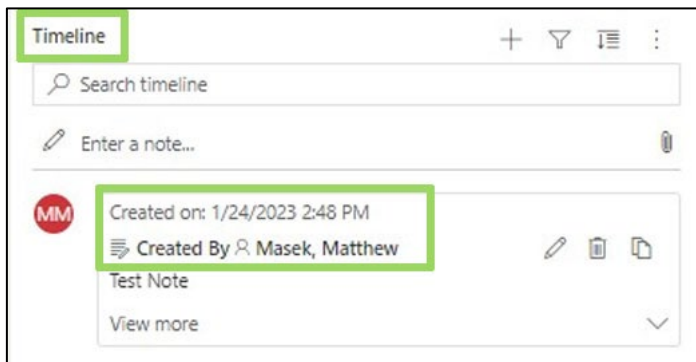 Timeline
Search timeline
Enter a note...
MM
Created on: 1/24/2023 2:48 PM
Created By Masek, Matthew
Test Note
View more